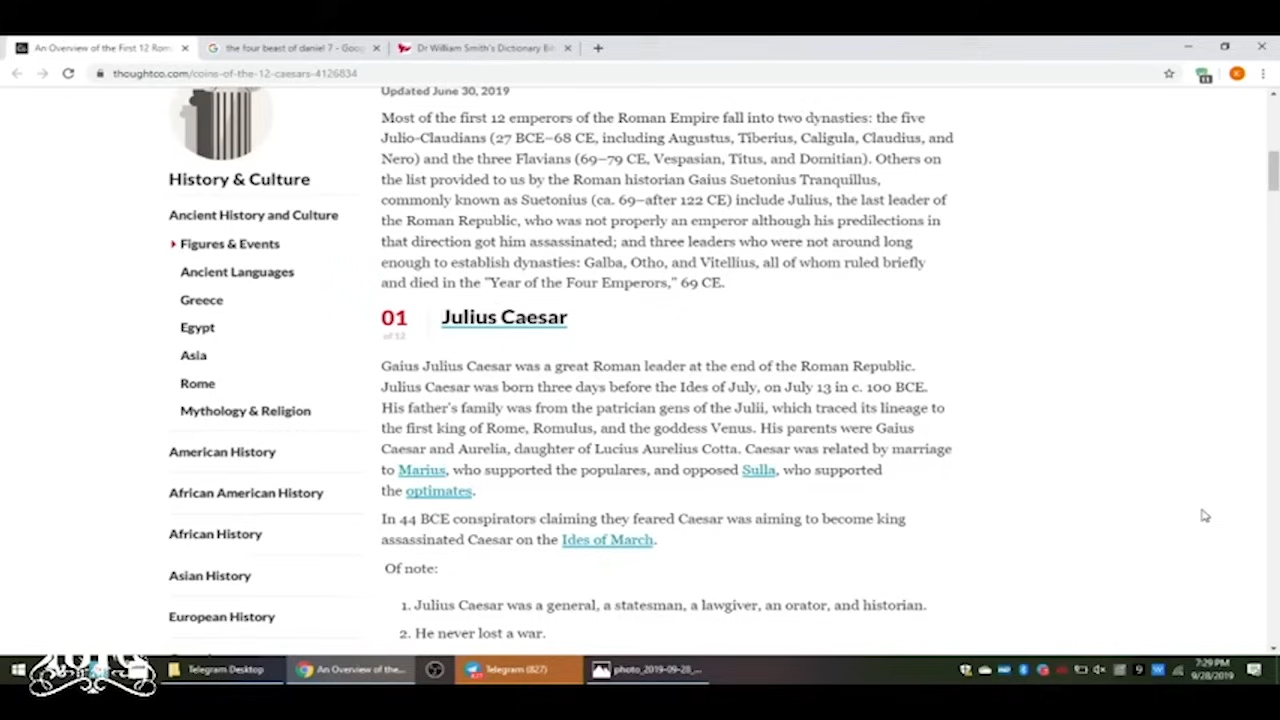 An Overview of the First 12 Rom
the four beast of daniel 7 - Goog
Dr William Smith's Dictionary Bi
thoughtco.com/coins-of-the-12-caesars-4126834
Updated June 30, 2019
Most of the first 12 emperors of the Roman Empire fall into two dynasties: the five
Julio-Claudians (27 BCE–68 CE, including Augustus, Tiberius, Caligula, Claudius, and
Nero) and the three Flavians (69–79 CE, Vespasian, Titus, and Domitian). Others on
the list provided to us by the Roman historian Gaius Suetonius Tranquillus,
commonly known as Suetonius (ca. 69–after 122 CE) include Julius, the last leader of
the Roman Republic, who was not properly an emperor although his predilections in
that direction got him assassinated; and three leaders who were not around long
enough to establish dynasties: Galba, Otho, and Vitellius, all of whom ruled briefly
and died in the "Year of the Four Emperors," 69 CE.
History & Culture
Ancient History and Culture
Figures & Events
Ancient Languages
Greece
Egypt
Asia
Rome
Mythology & Religion
American History
African American History
African History
Asian History
European History
01
of 12
Julius Caesar
Gaius Julius Caesar was a great Roman leader at the end of the Roman Republic.
Julius Caesar was born three days before the Ides of July, on July 13 in c. 100 BCE.
His father's family was from the patrician gens of the Julii, which traced its lineage to
the first king of Rome, Romulus, and the goddess Venus. His parents were Gaius
Caesar and Aurelia, daughter of Lucius Aurelius Cotta. Caesar was related by marriage
to Marius, who supported the populares, and opposed Sulla, who supported
the optimates.
In 44 BCE conspirators claiming they feared Caesar was aiming to become king
assassinated Caesar on the Ides of March.
Of note:
1. Julius Caesar was a general, a statesman, a lawgiver, an orator, and historian.
2. He never lost a war.
Telegram Desktop
An Overview of the...
Telegram (827)
photo_2019-09-28_...
7:29 PM
9/28/2019